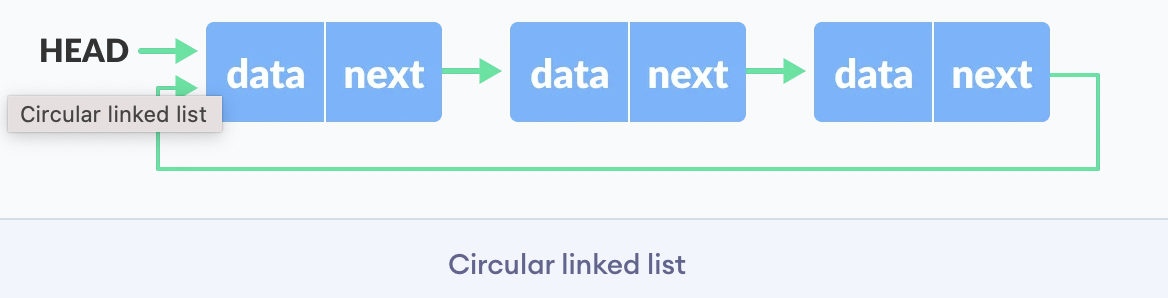 HEAD
data next data next data next
Circular linked list
Circular linked list